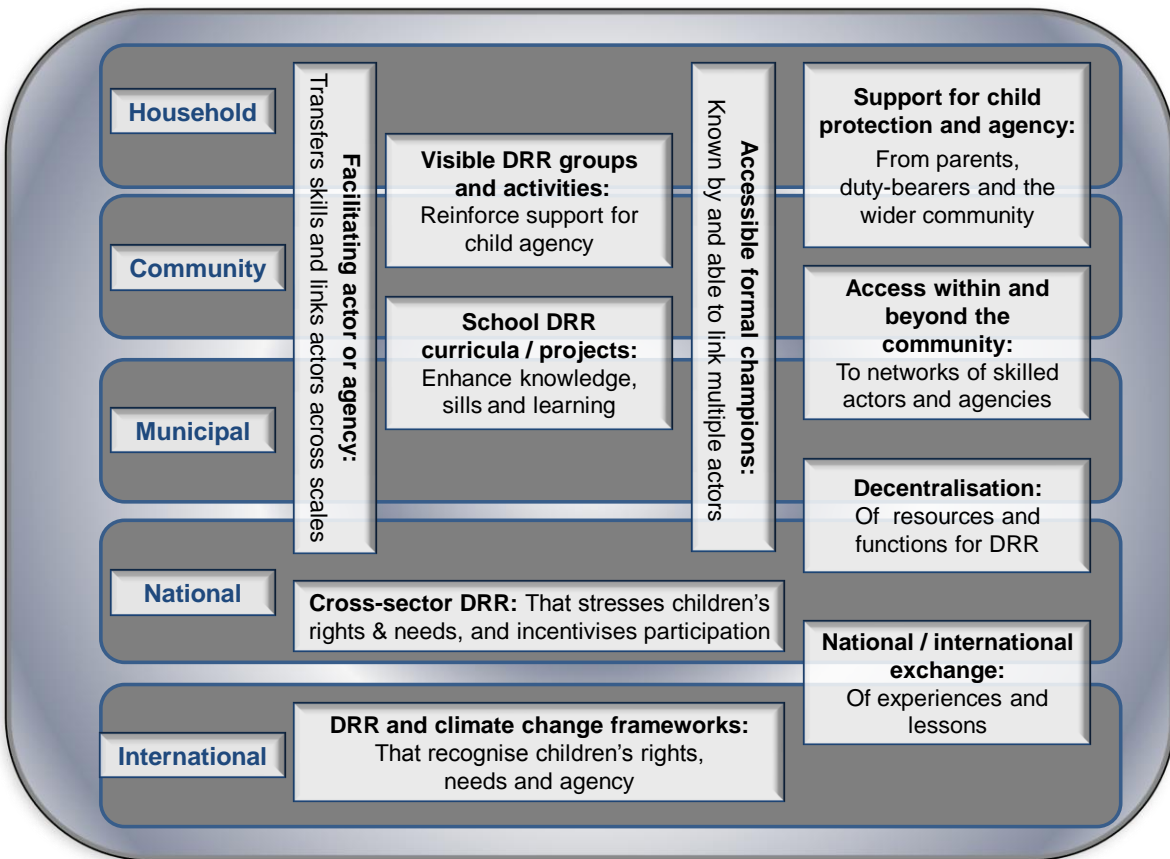 Household
Community
Municipal
National
International
Facilitating actor or agency:
Transfers skills and links actors across scales
Visible DRR groups
and activities:
Reinforce support for
child agency
School DRR
curricula / projects:
Enhance knowledge,
sills and learning
Accessible formal champions:
Known by and able to link multiple actors
Support for child
protection and agency:
From parents,
duty-bearers and the
wider community
Access within and
beyond the
community:
To networks of skilled
actors and agencies
Decentralisation:
Of resources and
functions for DRR
Cross-sector DRR: That stresses children's
rights & needs, and incentivises participation
National / international
exchange:
Of experiences and
lessons
DRR and climate change frameworks:
That recognise children's rights,
needs and agency